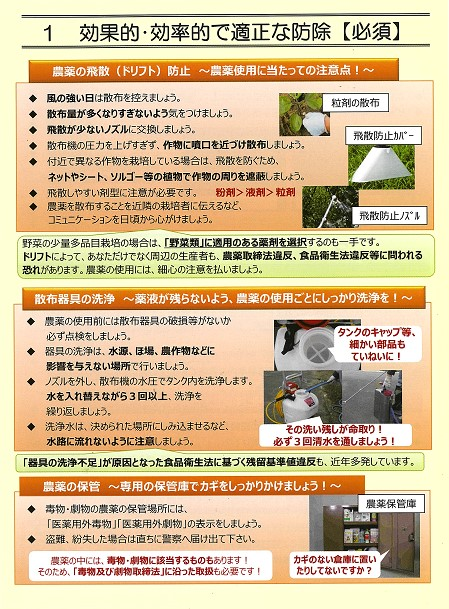 1 効果的・効率的で適正な防除【必須】
農薬の飛散（ドリフト）防止 ～農薬使用に当たっての注意点！～
◆ 風の強い日は散布を控えましょう。
◆ 散布量が多くなりすぎないよう気をつけましょう。
◆ 飛散が少ないノズルに交換しましょう。
◆ 散布機の圧力を上げすぎず、作物に噴口を近づけ散布しましょう。
◆ 付近で異なる作物を栽培している場合は、飛散を防ぐため、
ネットやシート、ソルゴー等の植物で作物の周りを遮蔽しましょう。
◆ 飛散しやすい剤型に注意が必要です。 粉剤＞液剤＞粒剤
◆ 農薬を散布することを近隣の栽培者に伝えるなど、
コミュニケーションを日頃から心がけましょう。
粒剤の散布
飛散防止カバー
飛散防止ノズル
野菜の少量多品目栽培の場合は、「野菜類」に適用のある薬剤を選択するのも一手です。
ドリフトによって、あなただけでなく周辺の生産者も、農薬取締法違反、食品衛生法違反等に問われる
恐れがあります。農薬の使用には、細心の注意を払いましょう。
散布器具の洗浄 ～薬液が残らないよう、農薬の使用ごとにしっかり洗浄を！～
◆ 農薬の使用前には散布器具の破損等がないか
必ず点検をしましょう。
◆ 器具の洗浄は、水源、ほ場、農作物などに
影響を与えない場所で行いましょう。
◆ ノズルを外し、散布機の水圧でタンク内を洗浄します。
水を入れ替えながら３回以上、洗浄を
繰り返しましょう。
◆ 洗浄水は、決められた場所にしみ込ませるなど、
水路に流れないように注意しましょう。
タンクのキャップ等、
細かい部品も
ていねいに！
その洗い残しが命取り！
必ず３回清水を通しましょう！
「器具の洗浄不足」が原因となった食品衛生法に基づく残留基準値違反も、近年多発しています。
農薬の保管 ～専用の保管庫でカギをしっかりかけましょう！～
◆ 毒物・劇物の農薬の保管場所には、
「医薬用外毒物」「医薬用外劇物」の表示をしましょう。
◆ 盗難、紛失した場合は直ちに警察へ届け出て下さい。
農薬の中には、毒物・劇物に該当するものもあります！
そのため、「毒物及び劇物取締法」に沿った取扱も必要です！
農薬保管庫
カギのない倉庫に置い
たりしてないですか？